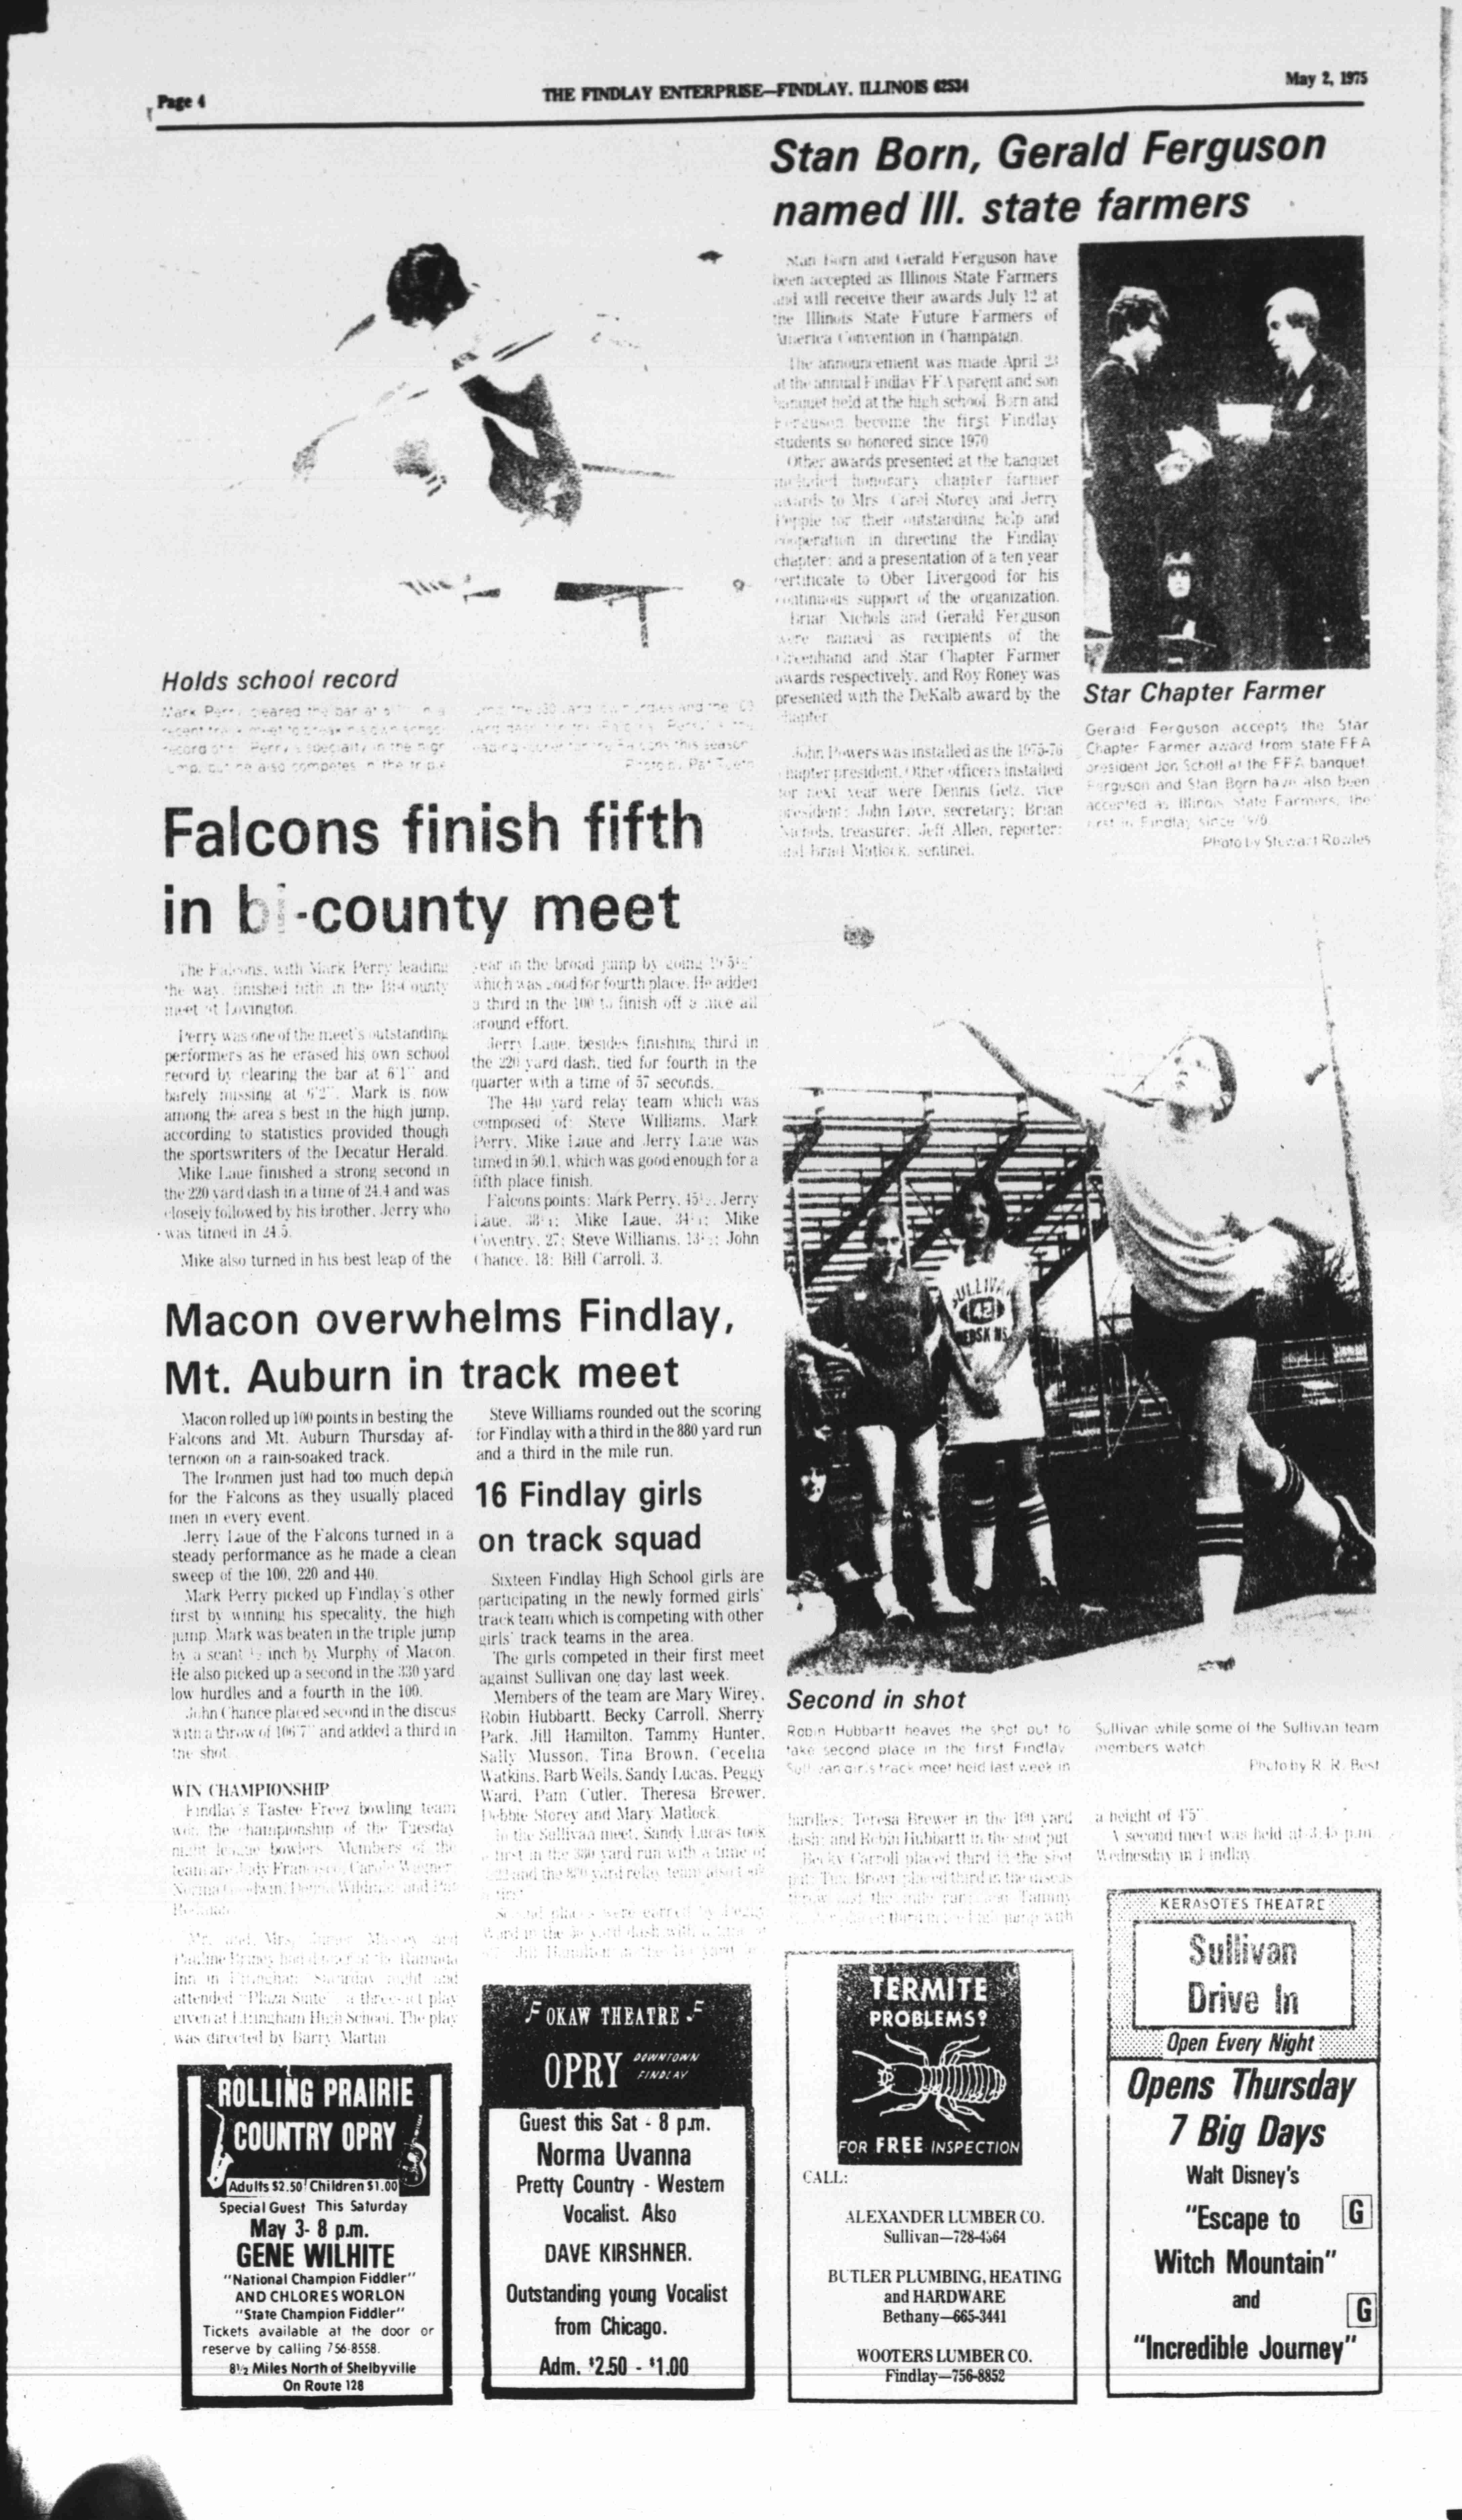 Page 4
THE FINDLAY ENTERPRISE—FINDLAY, ILLINOIS 62534
May 2, 1975
Stan Born, Gerald Ferguson
named Ill. state farmers
Stan Born and Gerald Ferguson have
been accepted as Illinois State Farmers
and will receive their awards July 12 at
the Illinois State Future Farmers of
America Convention in Champaign.
The announcement was made April 23
at the annual Findlay FFA parent and son
banquet held at the high school. Born and
Ferguson become the first Findlay
students so honored since 1970
Other awards presented at the banquet
included honorary chapter farmer
awards to Mrs. Carol Storey and Jerry
Pepple for their outstanding help and
cooperation in directing the Findlay
chapter; and a presentation of a ten year
certificate to Ober Livergood for his
continuous support of the organization.
Brian Nichols and Gerald Ferguson
were named as recipients of the
Greenhand and Star Chapter Farmer
awards respectively, and Roy Roney was
presented with the DeKalb award by the
chapter.
John Powers was installed as the 1975-76
chapter president. Other officers installed
for next year were Dennis Getz, vice
president; John Love, secretary; Brian
Nichols, treasurer; Jeff Allen, reporter;
and Brad Matlock, sentinel.
Star Chapter Farmer
Gerald Ferguson accepts the Star
Chapter Farmer award from state FFA
president Jon Scholl at the FFA banquet.
Ferguson and Stan Born have also been
accepted as Illinois State Farmers, the
first in Findlay since 1970.
Photo by Stewart Rowles
Holds school record
Mark Perry cleared the bar at
recent track meet to break his own school
record of Perry's specialty is the high
jump, but he also competes in the triple
jump, the 330 yard low hurdles and the 100
yard dash for the Falcons. Perry is the
leading scorer for the Falcons this season
Photo by Pat
Falcons finish fifth
in bi-county meet
The Falcons, with Mark Perry leading
the way, finished fifth in the Bi-County
meet at Lovington.
Perry was one of the meet's outstanding
performers as he erased his own school
record by clearing the bar at 6'1" and
barely missing at 6'2". Mark is now
among the area s best in the high jump,
according to statistics provided though
the sportswriters of the Decatur Herald.
Mike Laue finished a strong second in
the 220 yard dash in a time of 24.4 and was
closely followed by his brother, Jerry who
was timed in 24.5.
Mike also turned in his best leap of the
year in the broad jump by going
which was good for fourth place. He added
a third in the 100 to finish off a nice all
around effort.
Jerry Laue, besides finishing third in
the 220 yard dash, tied for fourth in the
quarter with a time of 57 seconds.
The 440 yard relay team which was
composed of: Steve Williams, Mark
Perry, Mike Laue and Jerry Laue was
timed in 50.1, which was good enough for a
fifth place finish.
Falcons points: Mark Perry, 45½; Jerry
Laue, Mike Laue, Mike
Coventry, 27; Steve Williams, 13½; John
Chance, 18; Bill Carroll, 3.
Macon overwhelms Findlay,
Mt. Auburn in track meet
Macon rolled up 100 points in besting the
Falcons and Mt. Auburn Thursday af-
ternoon on a rain-soaked track.
The Ironmen just had too much depth
for the Falcons as they usually placed
men in every event.
Jerry Laue of the Falcons turned in a
steady performance as he made a clean
sweep of the 100, 220 and 440.
Mark Perry picked up Findlay's other
first by winning his specality, the high
jump. Mark was beaten in the triple jump
by a scant ½ inch by Murphy of Macon.
He also picked up a second in the 330 yard
low hurdles and a fourth in the 100.
John Chance placed second in the discus
with a throw of 106'7" and added a third in
the shot.
WIN CHAMPIONSHIP
Findlay's Tastee Freez bowling team
won the championship of the Tuesday
night league bowlers. Members of the
team are Judy Francisco, Carole Wagner,
Norma Goodwin, Donna Wildman and
Mr. and Mrs. and
Pauline had dinner at the Ramada
Inn in Effingham Saturday night and
attended "Plaza Suite", a three-act play
given at Effingham High School. The play
was directed by Barry Martin.
Steve Williams rounded out the scoring
for Findlay with a third in the 880 yard run
and a third in the mile run.
16 Findlay girls
on track squad
Sixteen Findlay High School girls are
participating in the newly formed girls'
track team which is competing with other
girls' track teams in the area.
The girls competed in their first meet
against Sullivan one day last week.
Members of the team are Mary Wirey,
Robin Hubbartt, Becky Carroll, Sherry
Park, Jill Hamilton, Tammy Hunter,
Sally Musson, Tina Brown, Cecelia
Watkins, Barb Wells, Sandy Lucas, Peggy
Ward, Pam Cutler, Theresa Brewer,
Debbie Storey and Mary Matlock.
In the Sullivan meet, Sandy Lucas took
a first in the 880 yard run with a time of
and the 880 yard relay team also took
a first.
Second places were earned by Peggy
Ward in the yard dash with a time of
Jill Hamilton in the yard
hurdles; Teresa Brewer in the 100 yard
dash; and Robin Hubbartt in the shot put.
Becky Carroll placed third in the shot
put; Tina Brown placed third in the discus
throw and the mile run; and Tammy
Hunter placed third in the high jump with
a height of 4'5"
A second meet was held at 3:45 p.m.
Wednesday in Findlay.
SULLIVAN
REDSKINS
Second in shot
Robin Hubbartt heaves the shot put to
take second place in the first Findlay
Sullivan girls track meet held last week in
Sullivan while some of the Sullivan team
members watch
Photo by R. R. Best
ROLLING PRAIRIE
COUNTRY OPRY
Adults $2.50 Children $1.00
Special Guest This Saturday
May 3- 8 p.m.
GENE WILHITE
"National Champion Fiddler"
AND CHLORES WORLON
"State Champion Fiddler"
Tickets available at the door or
reserve by calling 756-8558.
8½ Miles North of Shelbyville
On Route 128
OKAW THEATRE
OPRY DOWNTOWN FINDLAY
Guest this Sat - 8 p.m.
Norma Uvanna
Pretty Country - Western
Vocalist. Also
DAVE KIRSHNER.
Outstanding young Vocalist
from Chicago.
Adm. $2.50 - $1.00
TERMITE
PROBLEMS?
FOR FREE INSPECTION
CALL:
ALEXANDER LUMBER CO.
Sullivan—728-4364
BUTLER PLUMBING, HEATING
and HARDWARE
Bethany—665-3441
WOOTERS LUMBER CO.
Findlay—756-8852
KERASOTES THEATRE
Sullivan
Drive In
Open Every Night
Opens Thursday
7 Big Days
Walt Disney's
"Escape to G
Witch Mountain"
and G
"Incredible Journey"